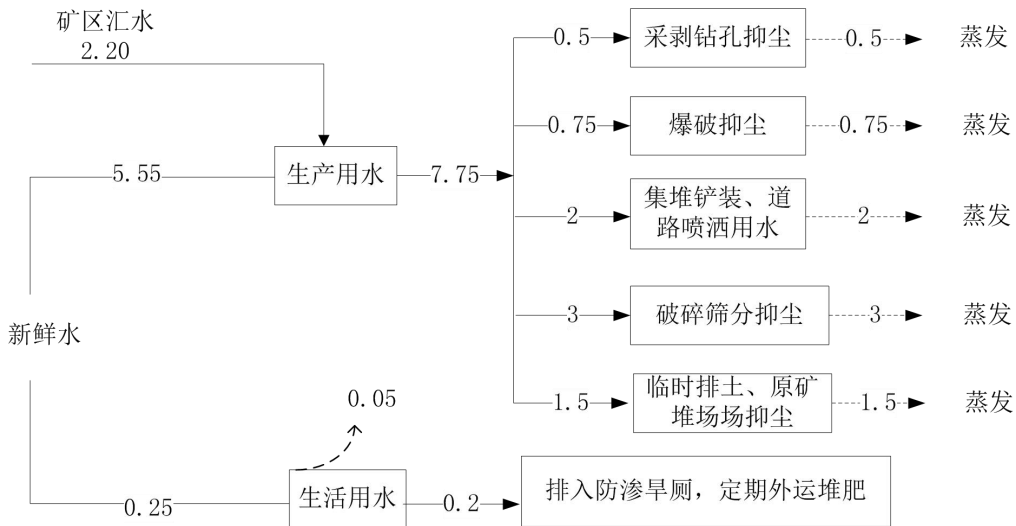 矿区汇水
2.20
0.5
采剥钻孔抑尘
0.5
蒸发
0.75
爆破抑尘
0.75
蒸发
5.55
生产用水
7.75
2
集堆铲装、道
路喷洒用水
2
蒸发
3
破碎筛分抑尘
3
蒸发
新鲜水
1.5
临时排土、原矿
堆场场抑尘
1.5
蒸发
0.05
0.25
生活用水
0.2
排入防渗旱厕，定期外运堆肥